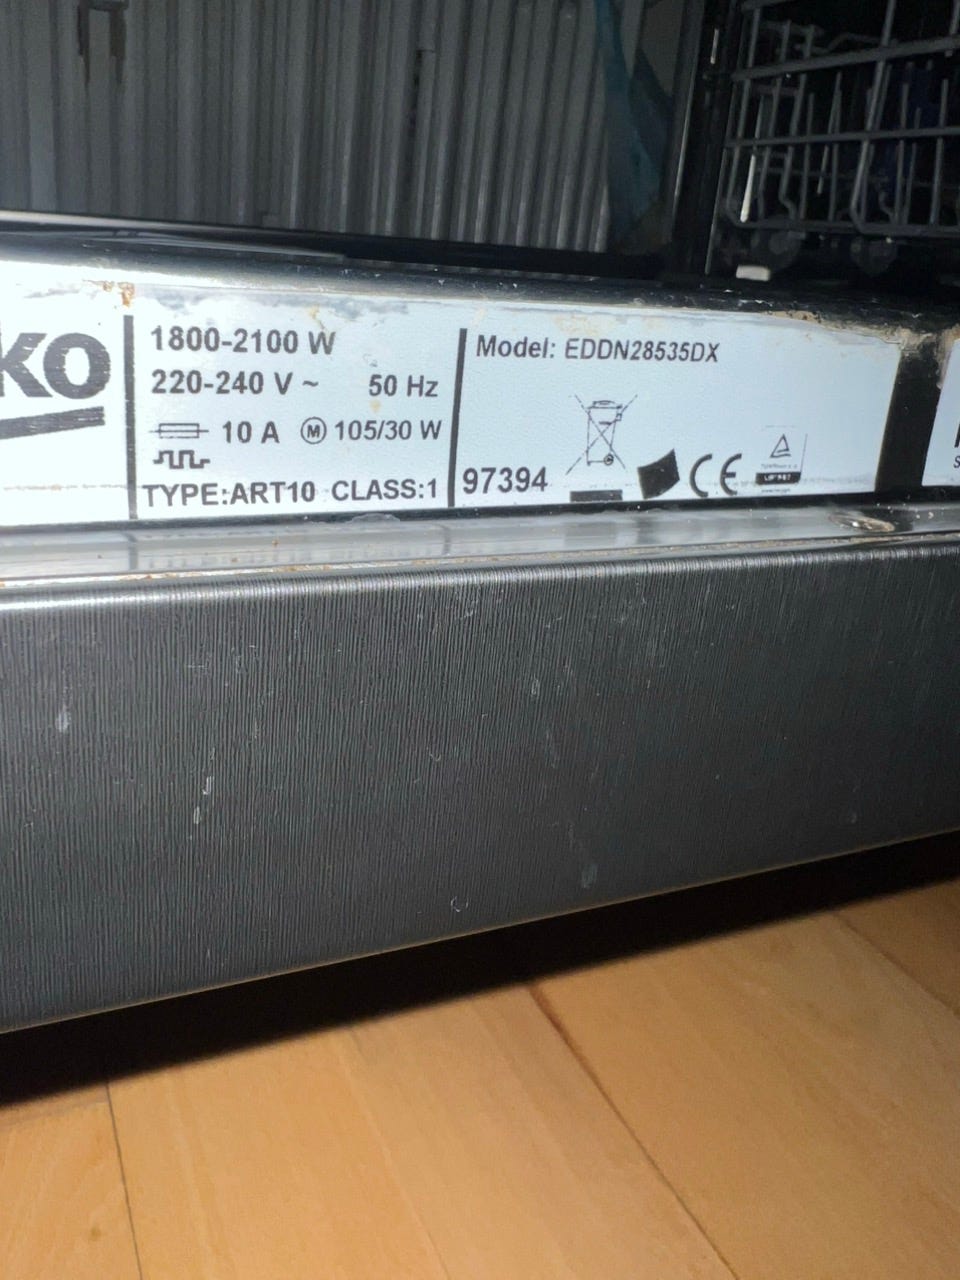 ko
1800-2100 W
220-240 V ~ 50 Hz
10 A M 105/30 W
TYPE:ART10 CLASS:1
Model: EDDN28535DX
97394
CE